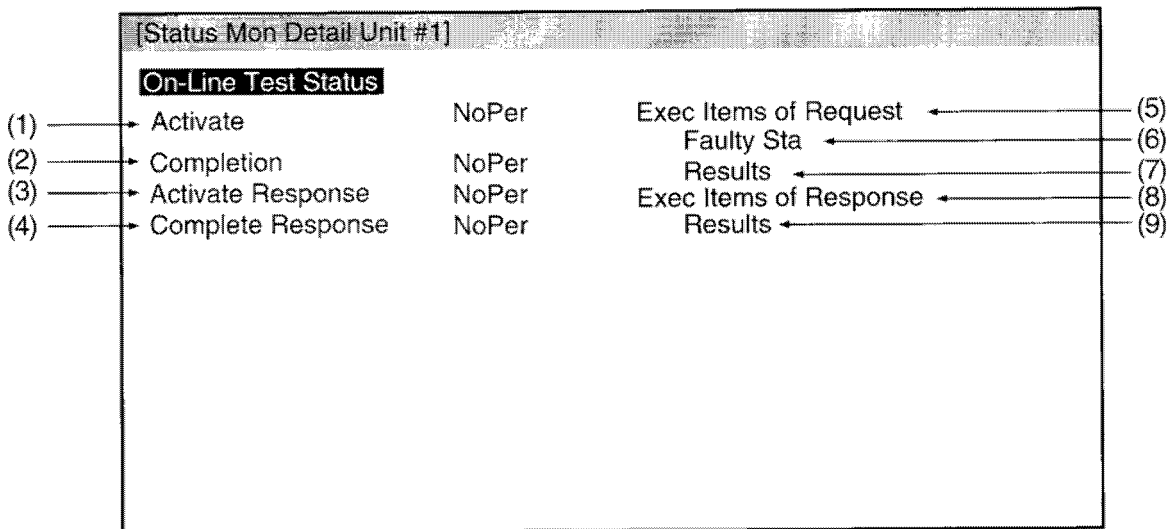 [Status Mon Detail Unit #1]
On-Line Test Status
(1) Activate NoPer Exec Items of Request (5)
Faulty Sta (6)
(2) Completion NoPer Results (7)
(3) Activate Response NoPer Exec Items of Response (8)
(4) Complete Response NoPer Results (9)